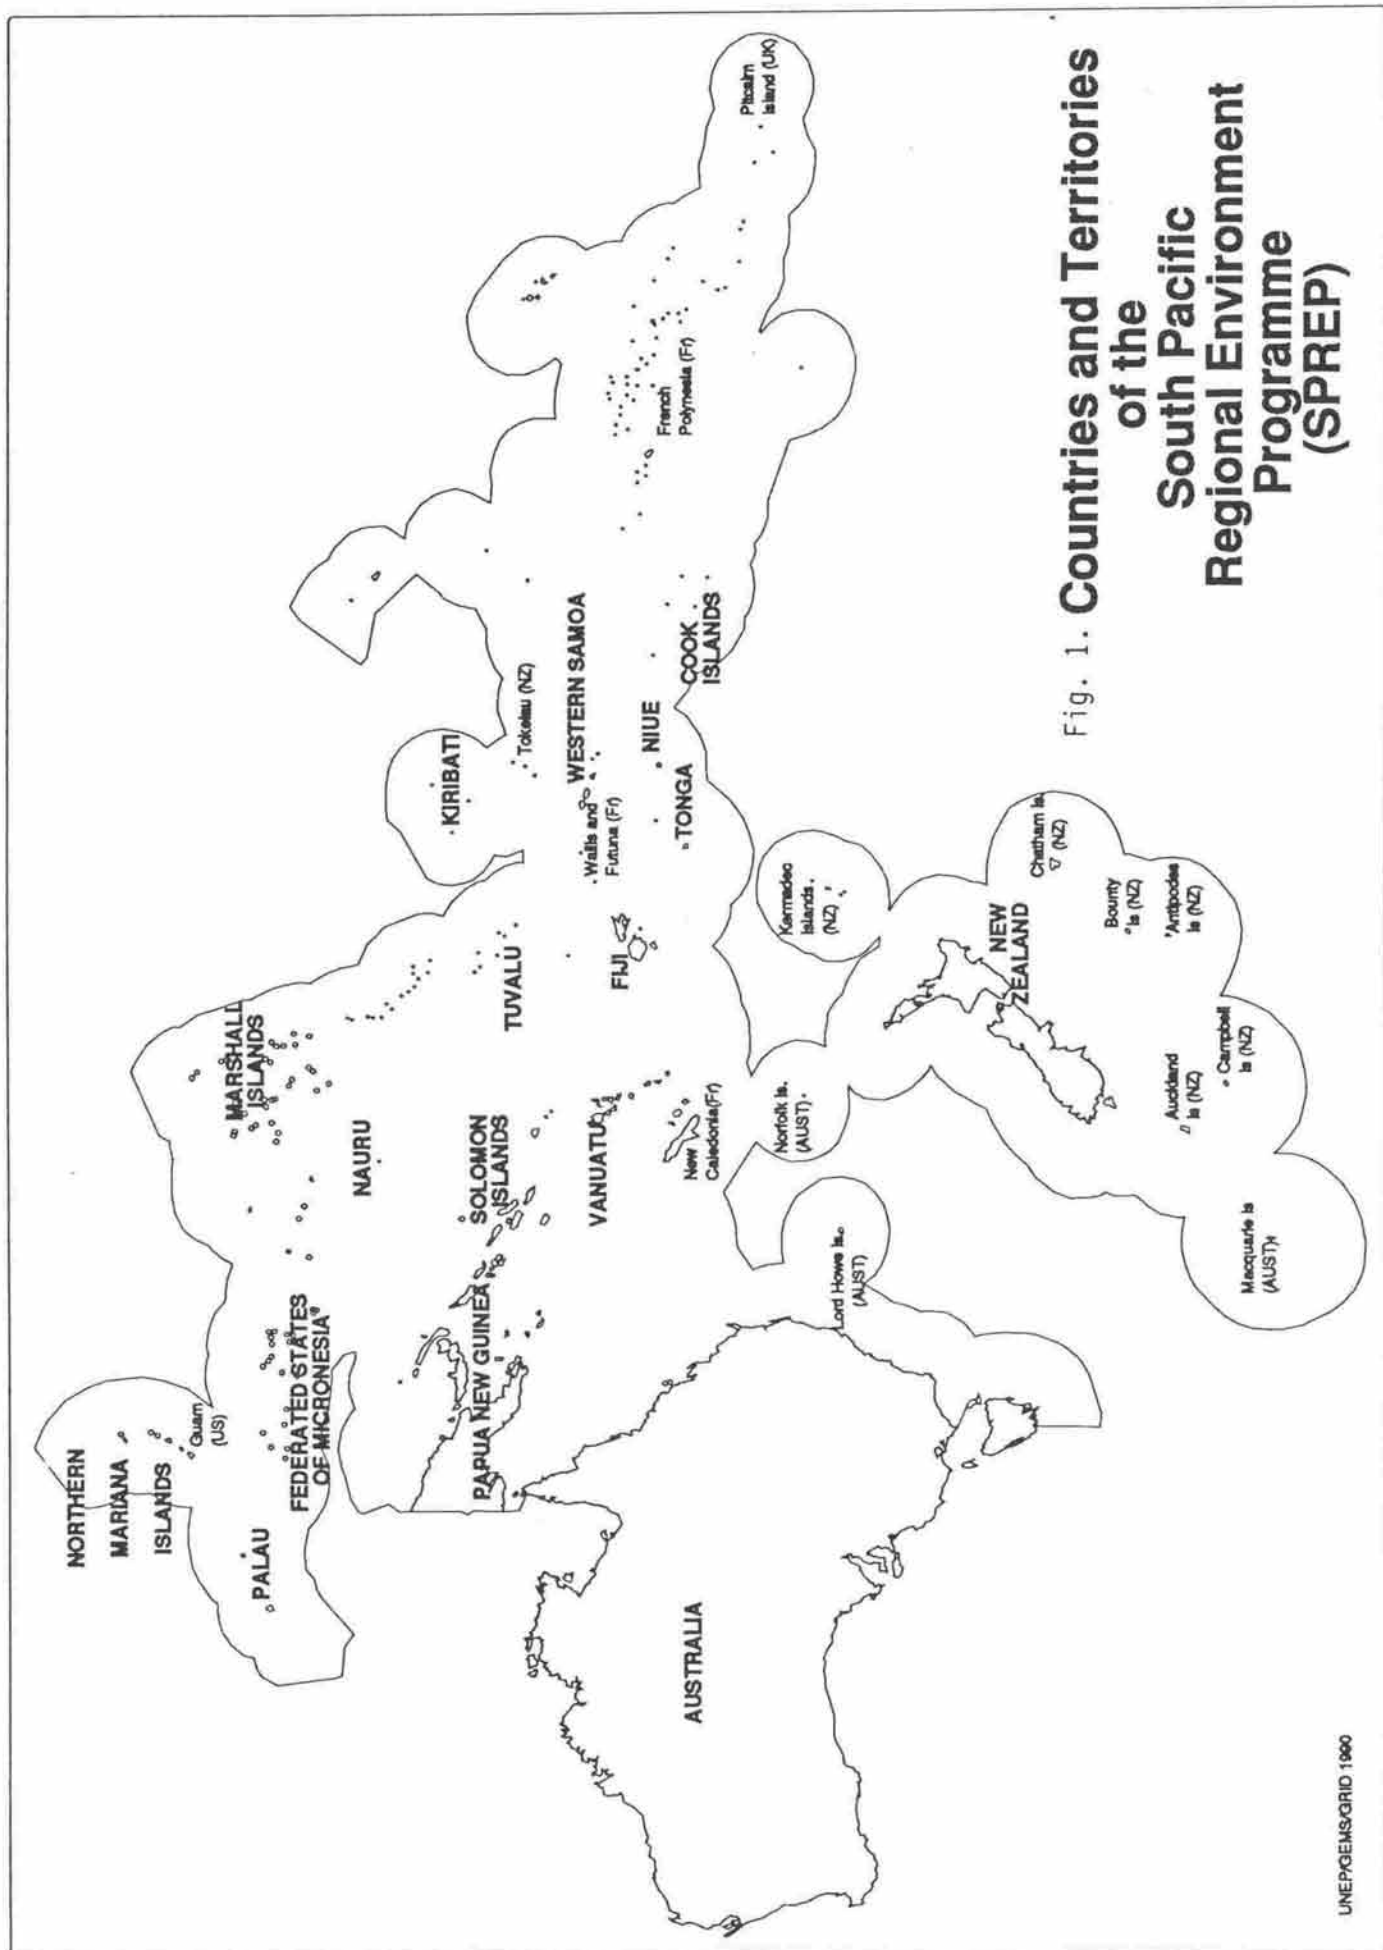 NORTHERN
MARIANA
ISLANDS
Guam
(US)
PALAU
FEDERATED STATES
OF MICRONESIA
MARSHALL
ISLANDS
NAURU
KIRIBATI
PAPUA NEW GUINEA
SOLOMON
ISLANDS
TUVALU
Tokelau (NZ)
VANUATU
Wallis and
Futuna (Fr)
WESTERN SAMOA
FIJI
NIUE
French
Polynesia (Fr)
New
Caledonia(Fr)
TONGA
COOK
ISLANDS
Pitcairn
Island (UK)
AUSTRALIA
Norfolk Is.
(AUST)
Kermadec
Islands
(NZ)
Lord Howe Is.
(AUST)
NEW
ZEALAND
Chatham Is.
(NZ)
Bounty
Is (NZ)
Antipodes
Is (NZ)
Auckland
Is (NZ)
Campbell
Is (NZ)
Macquarie Is
(AUST)
Fig. 1. Countries and Territories
of the
South Pacific
Regional Environment
Programme
(SPREP)
UNEP/GEMS/GRID 1990